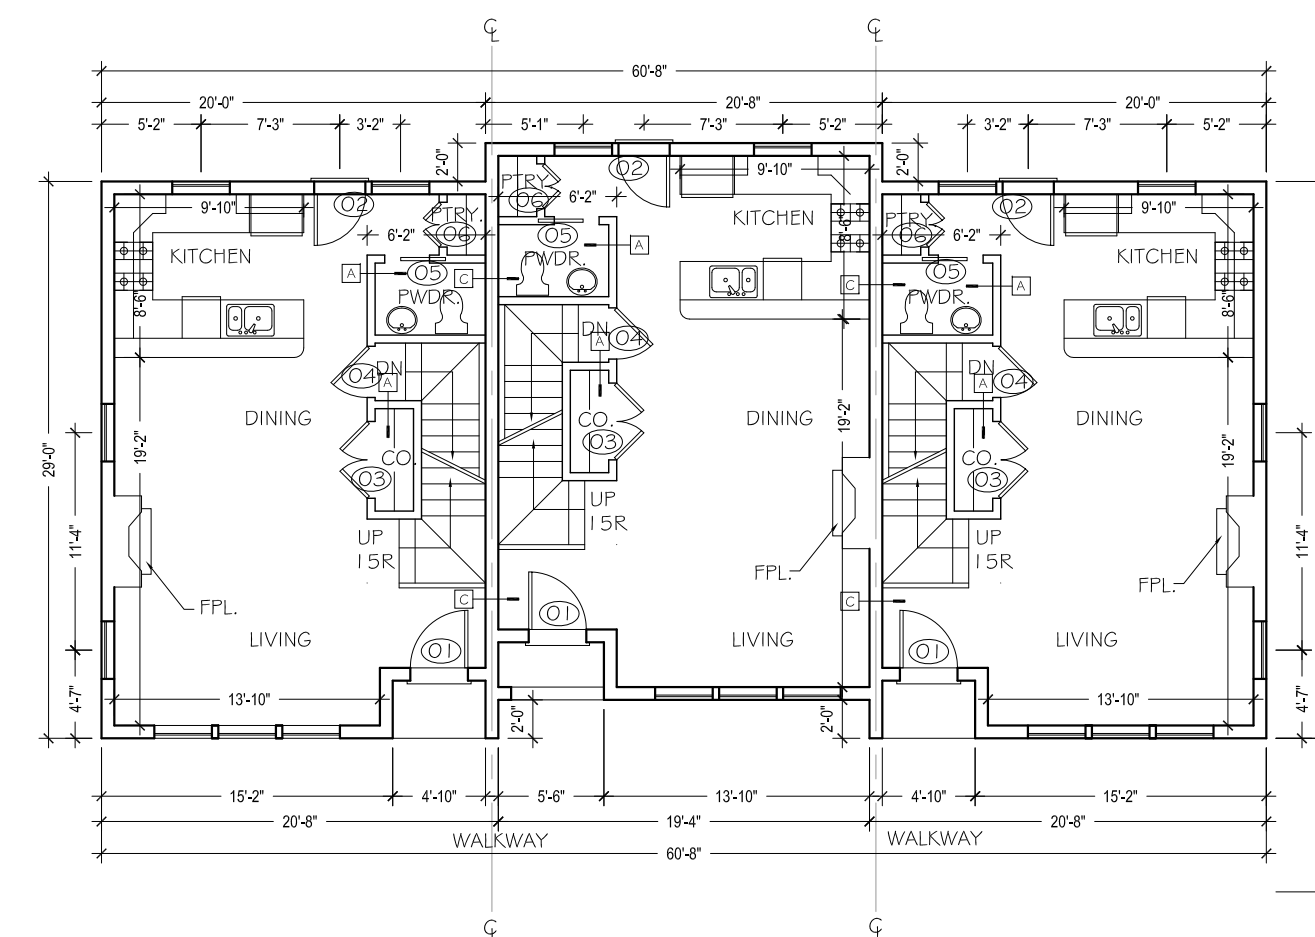 ℄ ℄
60'-8"
20'-0" 20'-8" 20'-0"
5'-2" 7'-3" 3'-2" 5'-1" 7'-3" 5'-2" 3'-2" 7'-3" 5'-2"
2'-0" 2'-0"
02
PTRY. 06 6'-2" 9'-10"
9'-10" 02 PTRY. 06 6'-2" KITCHEN 8'-6" PTRY. 06 02 6'-2" 9'-10"
KITCHEN 05 PWDR. A KITCHEN
A 05 C C 05 A
8'-6" PWDR. PWDR. 8'-6"
DN A 04
04 DN A DN A 04
DINING CO. DINING DINING
29'-0" 19'-2" CO. 03 19'-2" CO. 19'-2"
03 03
UP UP UP
15R 15R 15R
11'-4" 11'-4"
FPL. FPL. FPL.
C C
01 01 01
LIVING LIVING LIVING
4'-7" 13'-10" 2'-0" 2'-0" 13'-10" 4'-7"
15'-2" 4'-10" 5'-6" 13'-10" 4'-10" 15'-2"
20'-8" 19'-4" 20'-8"
WALKWAY WALKWAY
60'-8"
℄ ℄